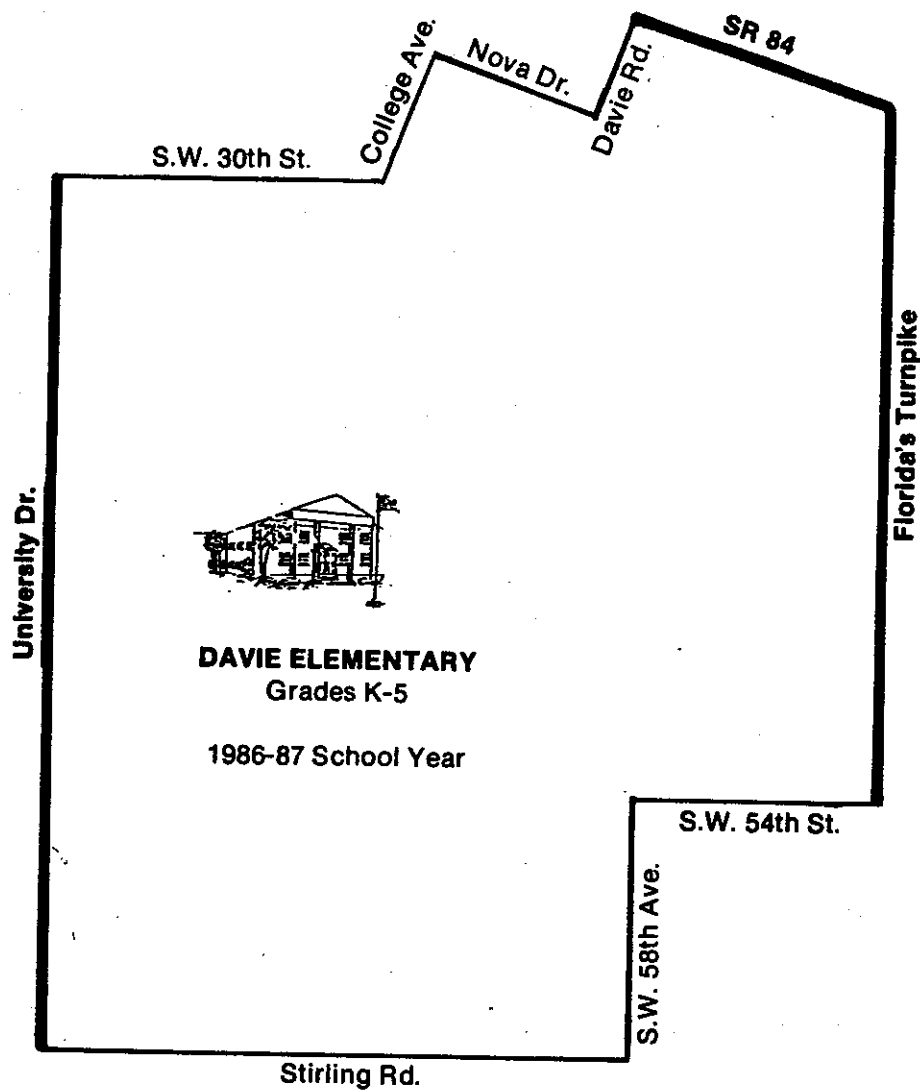 SR 84
College Ave.
Nova Dr.
Davie Rd.
S.W. 30th St.
Florida's Turnpike
University Dr.
DAVIE ELEMENTARY
Grades K-5
1986-87 School Year
S.W. 54th St.
S.W. 58th Ave.
Stirling Rd.